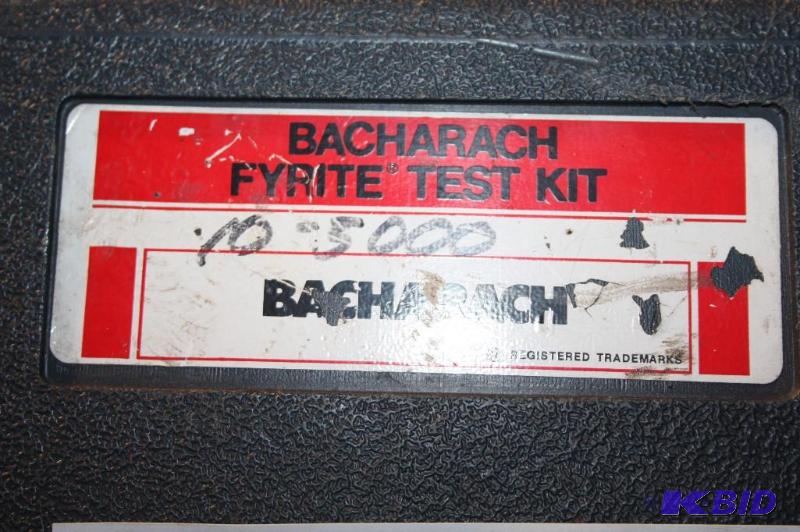 BACHARACH
FYRITE® TEST KIT
10-5000
BACHARACH
® REGISTERED TRADEMARKS
K-BID